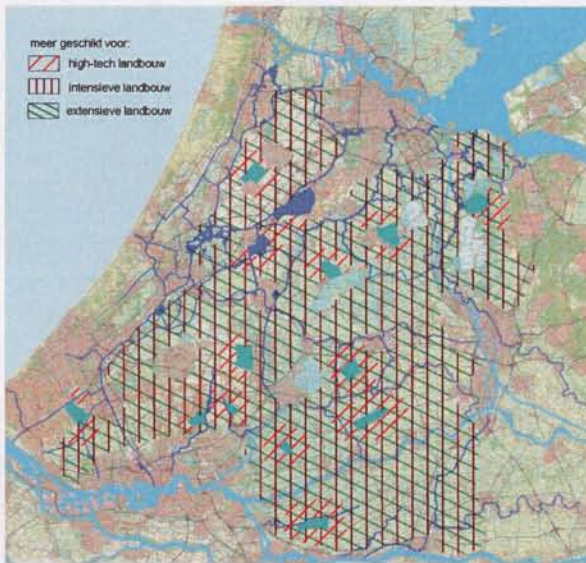 meer geschikt voor:
high-tech landbouw
intensieve landbouw
extensieve landbouw